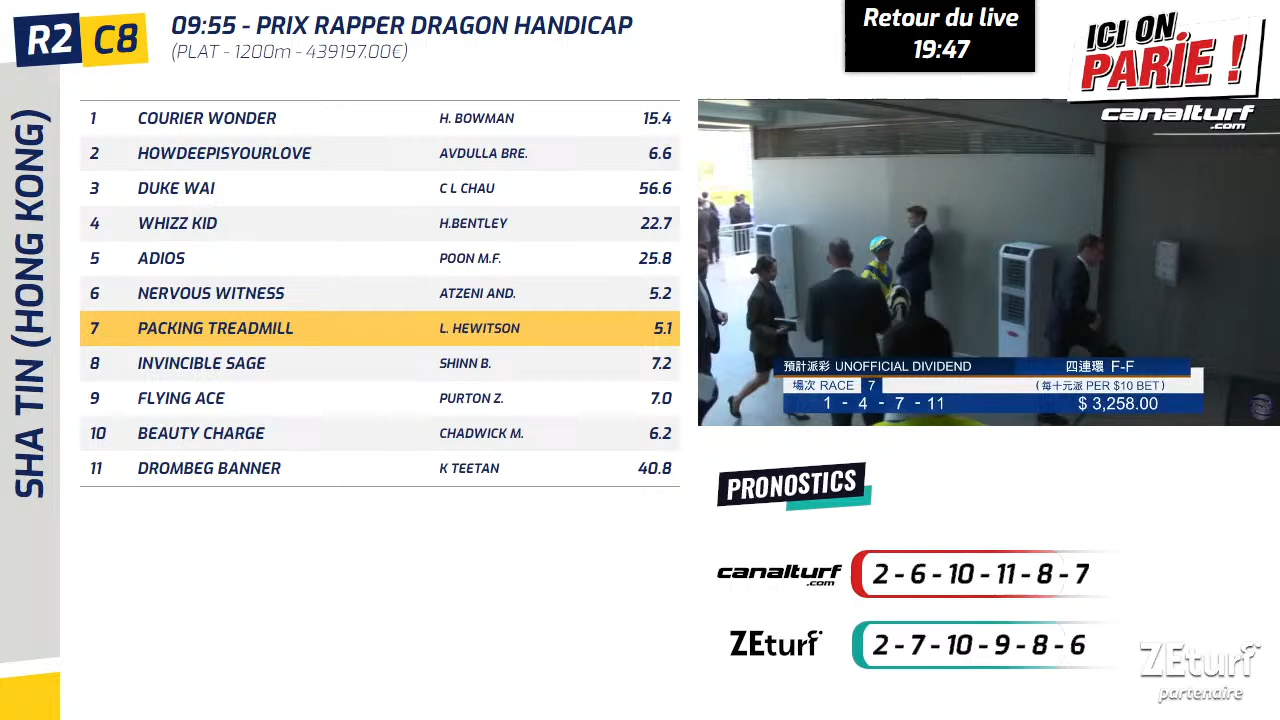 R2 C8
09:55 - PRIX RAPPER DRAGON HANDICAP
(PLAT - 1200m - 439197.00€)
Retour du live
19:47
ICI ON
PARIE !
canalturf
.com
SHA TIN (HONG KONG)
1 COURIER WONDER H. BOWMAN 15.4
2 HOWDEEPISYOURLOVE AVDULLA BRE. 6.6
3 DUKE WAI C L CHAU 56.6
4 WHIZZ KID H.BENTLEY 22.7
5 ADIOS POON M.F. 25.8
6 NERVOUS WITNESS ATZENI AND. 5.2
7 PACKING TREADMILL L. HEWITSON 5.1
8 INVINCIBLE SAGE SHINN B. 7.2
9 FLYING ACE PURTON Z. 7.0
10 BEAUTY CHARGE CHADWICK M. 6.2
11 DROMBEG BANNER K TEETAN 40.8
預計派彩 UNOFFICIAL DIVIDEND 四連環 F-F
場次 RACE 7 (每十元派 PER $10 BET)
1 - 4 - 7 - 11 $ 3,258.00
PRONOSTICS
canalturf
.com
2 - 6 - 10 - 11 - 8 - 7
ZEturf
2 - 7 - 10 - 9 - 8 - 6
ZEturf
partenaire